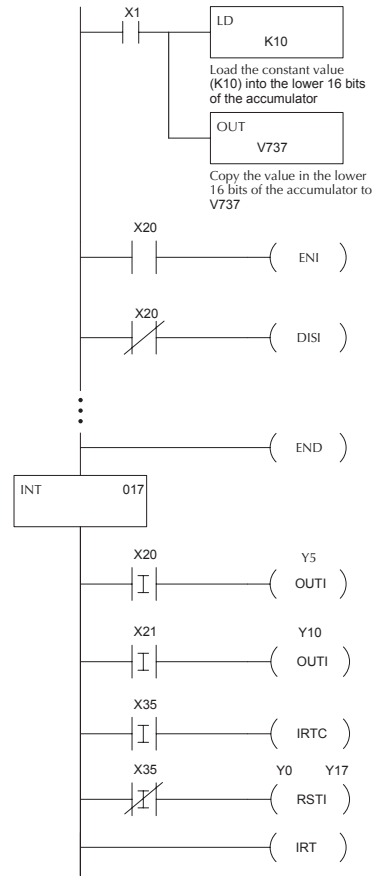 X1
LD
K10
Load the constant value
(K10) into the lower 16 bits
of the accumulator
OUT
V737
Copy the value in the lower
16 bits of the accumulator to
V737
X20
ENI
X20
DISI
END
INT 017
X20 Y5
OUTI
X21 Y10
OUTI
X35
IRTC
X35 Y0 Y17
RSTI
IRT